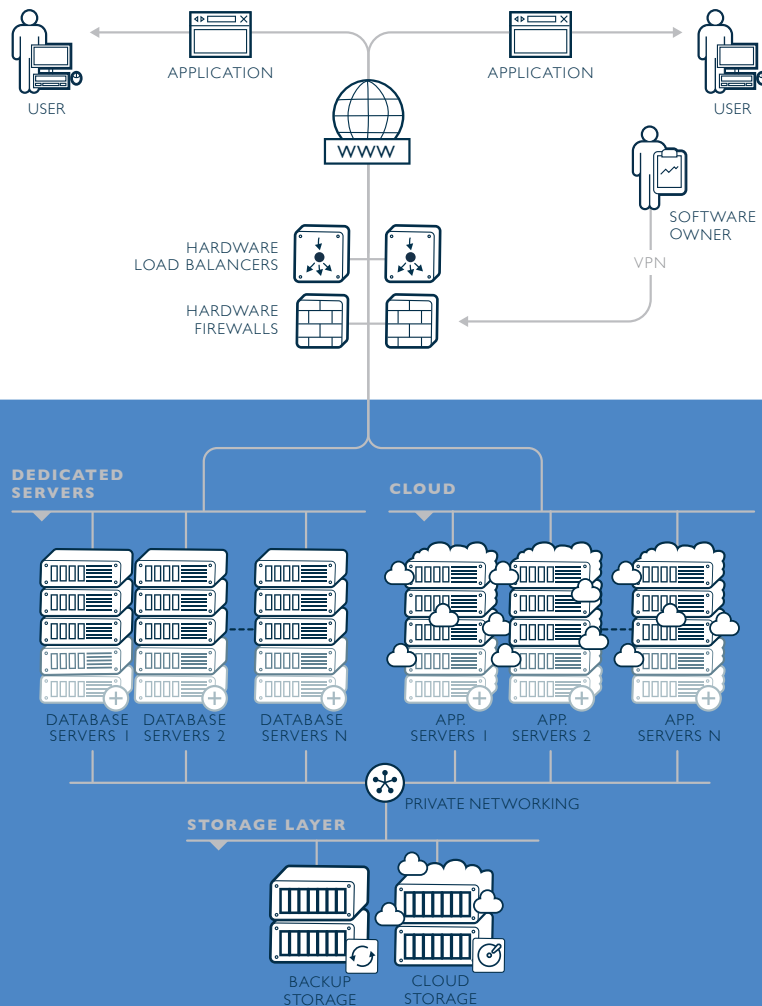 APPLICATION
APPLICATION
USER
USER
WWW
SOFTWARE
OWNER
HARDWARE
LOAD BALANCERS
VPN
HARDWARE
FIREWALLS
DEDICATED
SERVERS
CLOUD
DATABASE
SERVERS 1
DATABASE
SERVERS 2
DATABASE
SERVERS N
APP.
SERVERS 1
APP.
SERVERS 2
APP.
SERVERS N
PRIVATE NETWORKING
STORAGE LAYER
BACKUP
STORAGE
CLOUD
STORAGE